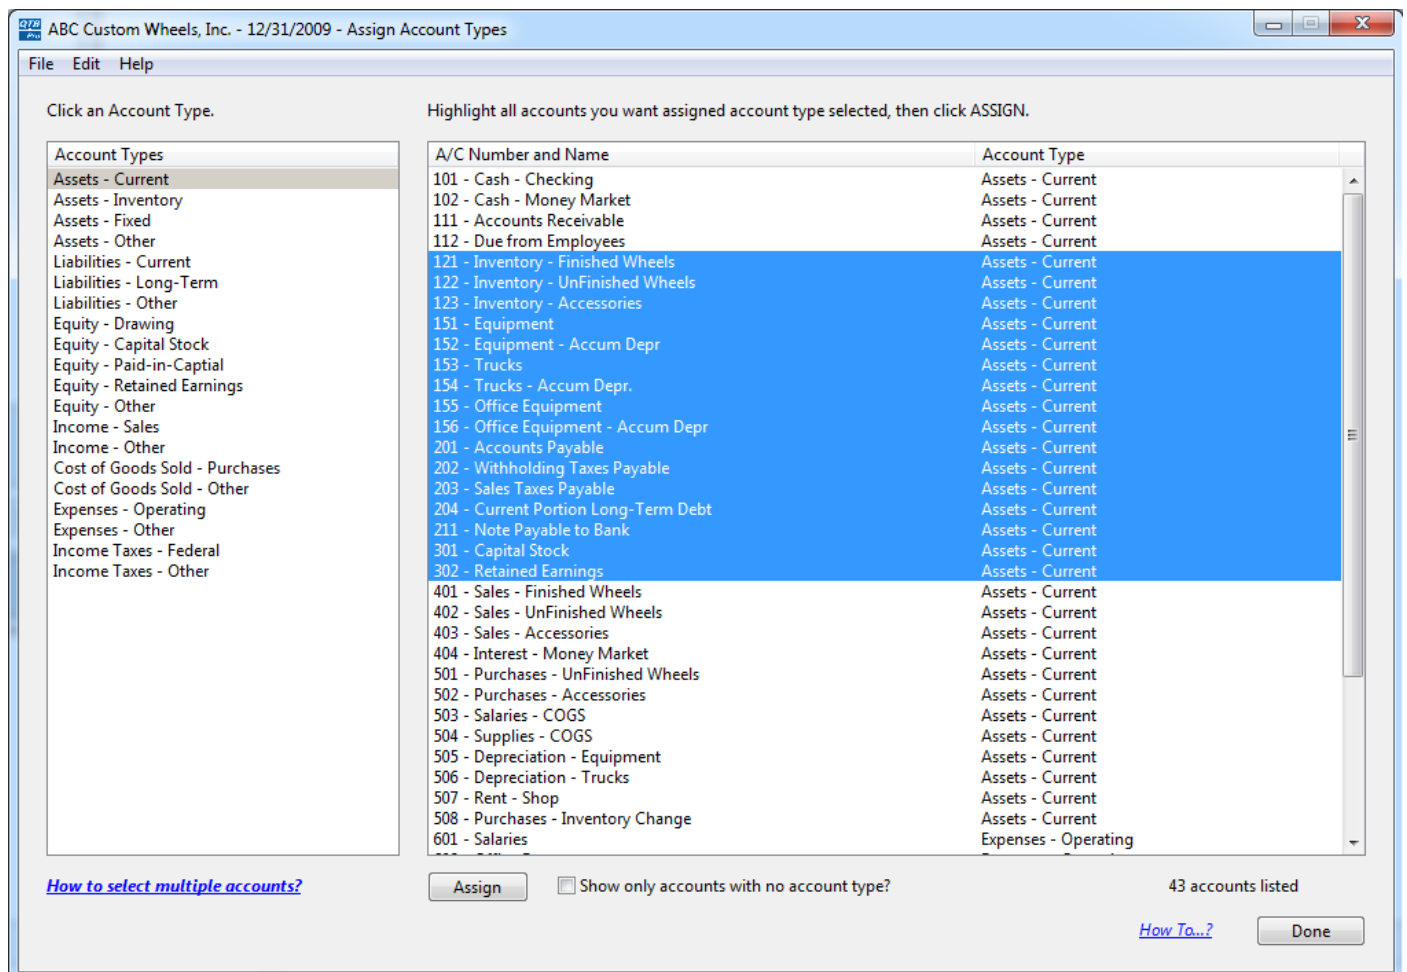 QTB Pro ABC Custom Wheels, Inc. - 12/31/2009 - Assign Account Types
File Edit Help
Click an Account Type.
Highlight all accounts you want assigned account type selected, then click ASSIGN.
Account Types
Assets - Current
Assets - Inventory
Assets - Fixed
Assets - Other
Liabilities - Current
Liabilities - Long-Term
Liabilities - Other
Equity - Drawing
Equity - Capital Stock
Equity - Paid-in-Captial
Equity - Retained Earnings
Equity - Other
Income - Sales
Income - Other
Cost of Goods Sold - Purchases
Cost of Goods Sold - Other
Expenses - Operating
Expenses - Other
Income Taxes - Federal
Income Taxes - Other
A/C Number and Name Account Type
101 - Cash - Checking Assets - Current
102 - Cash - Money Market Assets - Current
111 - Accounts Receivable Assets - Current
112 - Due from Employees Assets - Current
121 - Inventory - Finished Wheels Assets - Current
122 - Inventory - UnFinished Wheels Assets - Current
123 - Inventory - Accessories Assets - Current
151 - Equipment Assets - Current
152 - Equipment - Accum Depr Assets - Current
153 - Trucks Assets - Current
154 - Trucks - Accum Depr. Assets - Current
155 - Office Equipment Assets - Current
156 - Office Equipment - Accum Depr Assets - Current
201 - Accounts Payable Assets - Current
202 - Withholding Taxes Payable Assets - Current
203 - Sales Taxes Payable Assets - Current
204 - Current Portion Long-Term Debt Assets - Current
211 - Note Payable to Bank Assets - Current
301 - Capital Stock Assets - Current
302 - Retained Earnings Assets - Current
401 - Sales - Finished Wheels Assets - Current
402 - Sales - UnFinished Wheels Assets - Current
403 - Sales - Accessories Assets - Current
404 - Interest - Money Market Assets - Current
501 - Purchases - UnFinished Wheels Assets - Current
502 - Purchases - Accessories Assets - Current
503 - Salaries - COGS Assets - Current
504 - Supplies - COGS Assets - Current
505 - Depreciation - Equipment Assets - Current
506 - Depreciation - Trucks Assets - Current
507 - Rent - Shop Assets - Current
508 - Purchases - Inventory Change Assets - Current
601 - Salaries Expenses - Operating
How to select multiple accounts?
Assign
Show only accounts with no account type?
43 accounts listed
How To...?
Done